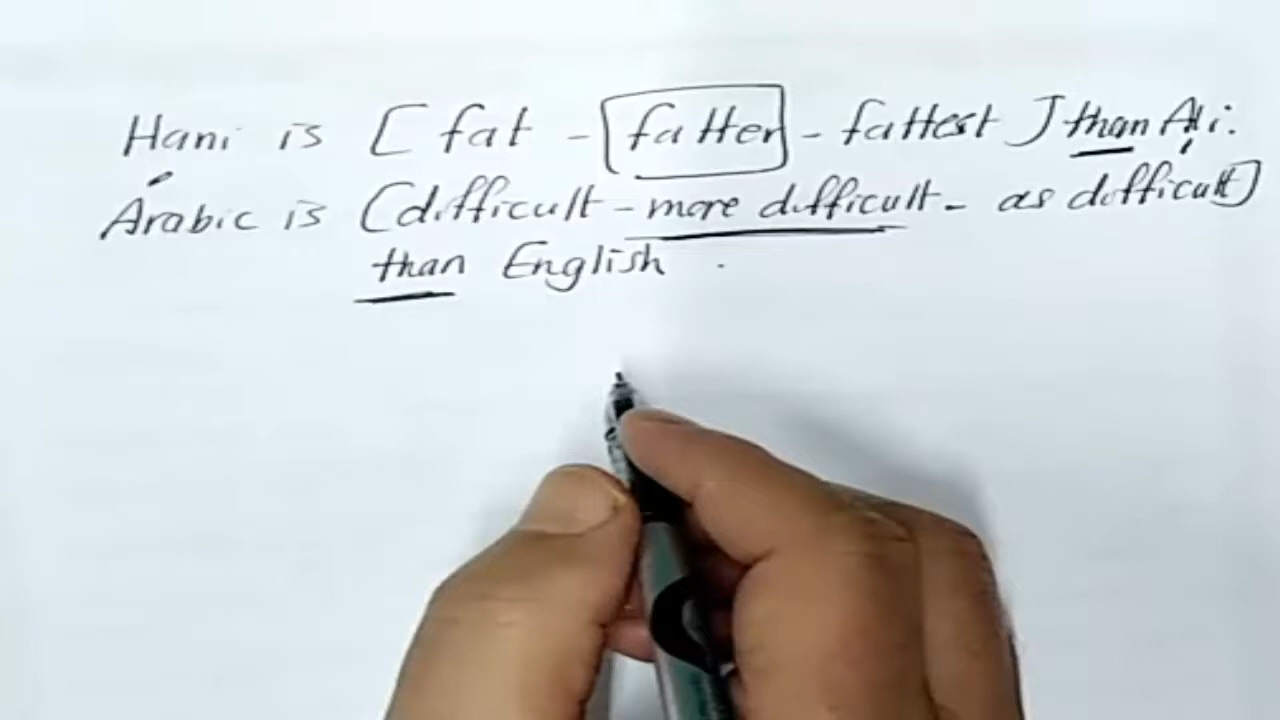 Hani is [ fat - fatter - fattest ] than Ali.
Arabic is (difficult - more difficult - as difficult]
than English .